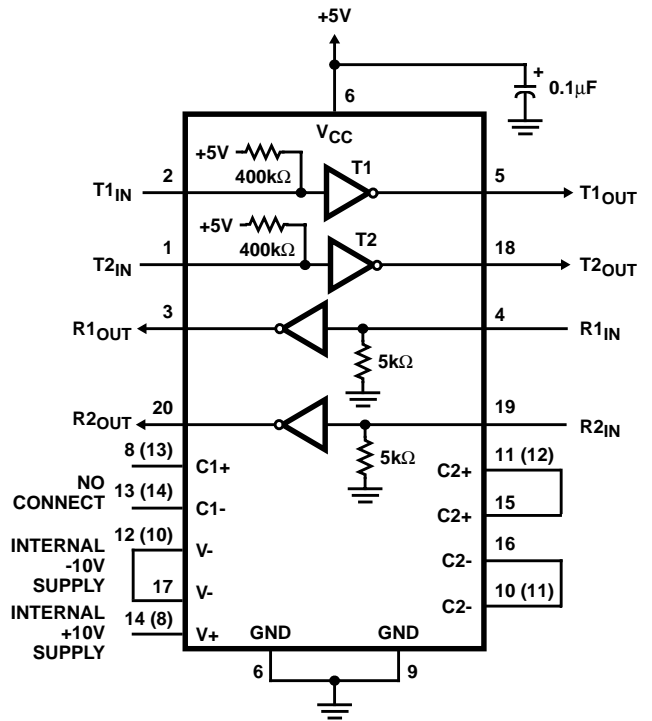 +5V
+
0.1μF
6
VCC
+5V
400kΩ
T1
2
5
T1IN
T1OUT
+5V
400kΩ
T2
1
18
T2IN
T2OUT
3
4
R1OUT
R1IN
5kΩ
20
19
R2OUT
R2IN
5kΩ
8 (13)
C1+
11 (12)
C2+
NO
CONNECT
13 (14)
C1-
15
C2+
12 (10)
V-
16
C2-
INTERNAL
-10V
SUPPLY
17
V-
10 (11)
C2-
INTERNAL
+10V
SUPPLY
14 (8)
V+
GND
GND
6
9